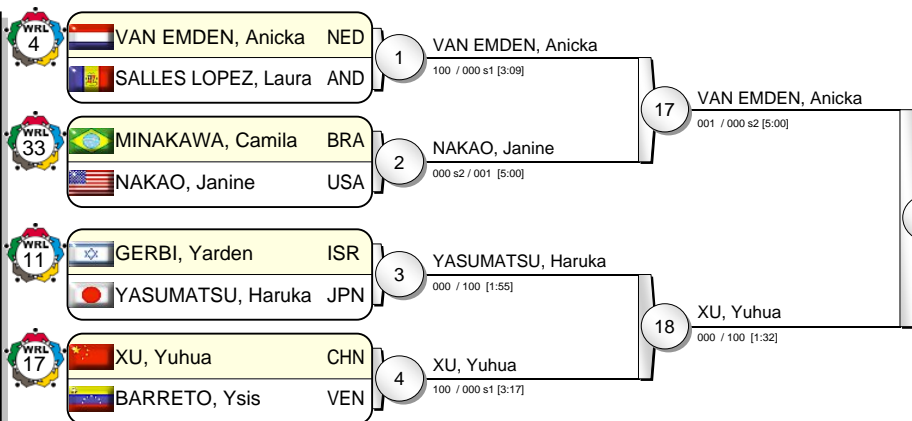 WRL
4
VAN EMDEN, Anicka NED
SALLES LOPEZ, Laura AND
1
VAN EMDEN, Anicka
100 / 000 s1 [3:09]
WRL
33
MINAKAWA, Camila BRA
NAKAO, Janine USA
2
NAKAO, Janine
000 s2 / 001 [5:00]
17
VAN EMDEN, Anicka
001 / 000 s2 [5:00]
WRL
11
GERBI, Yarden ISR
YASUMATSU, Haruka JPN
3
YASUMATSU, Haruka
000 / 100 [1:55]
WRL
17
XU, Yuhua CHN
BARRETO, Ysis VEN
4
XU, Yuhua
100 / 000 s1 [3:17]
18
XU, Yuhua
000 / 100 [1:32]